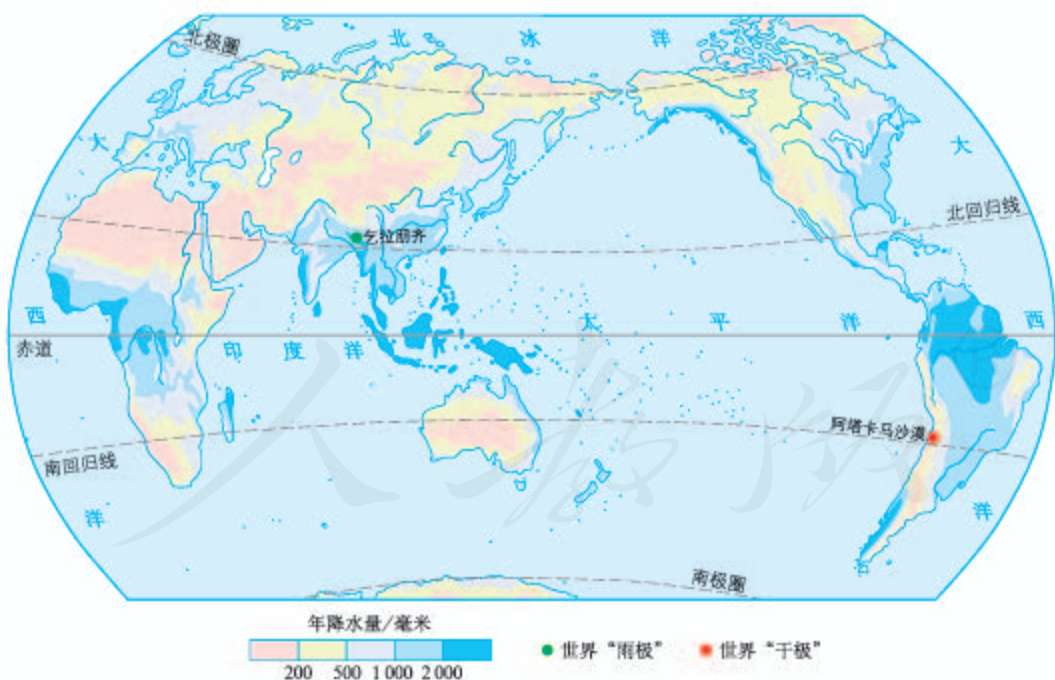 北极圈
北 冰 洋
大
大
北回归线
乞拉朋齐
西
太 平 洋
西
赤道
印 度 洋
阿塔卡马沙漠
南回归线
洋
洋
南极圈
人教版
年降水量/毫米
200 500 1 000 2 000
世界“雨极”
世界“干极”